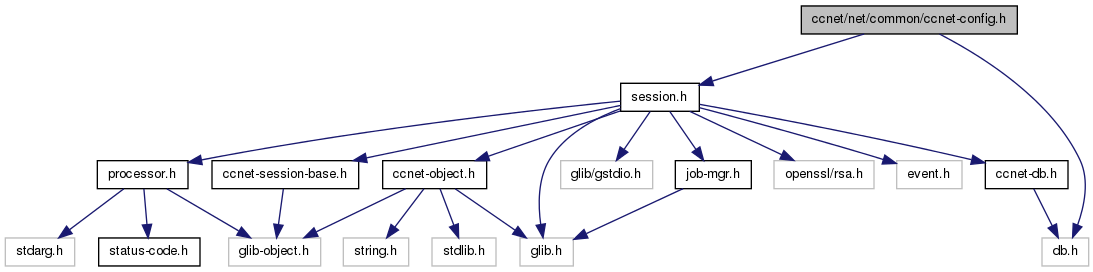 ccnet/net/common/ccnet-config.h
session.h
processor.h
ccnet-session-base.h
ccnet-object.h
glib/gstdio.h
job-mgr.h
openssl/rsa.h
event.h
ccnet-db.h
stdarg.h
status-code.h
glib-object.h
string.h
stdlib.h
glib.h
db.h